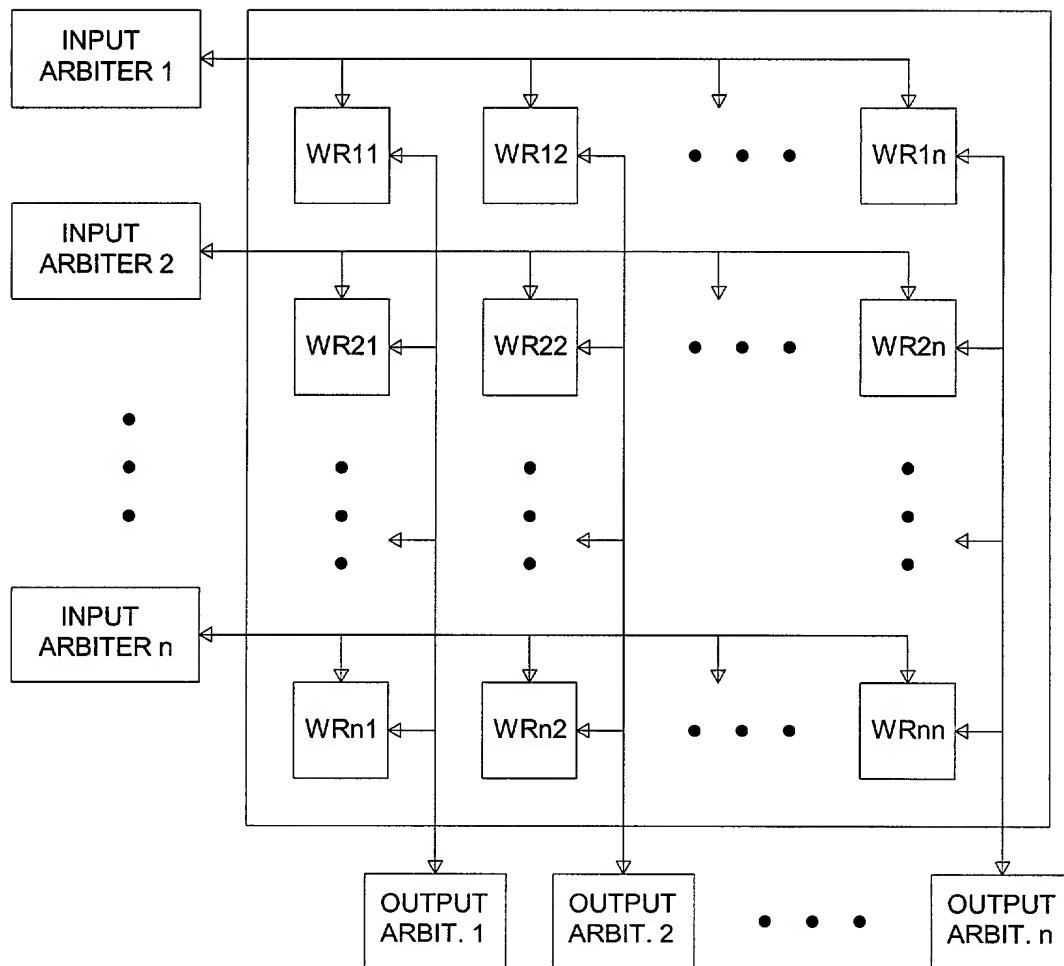 INPUT
ARBITER 1
WR11
WR12
WR1n
INPUT
ARBITER 2
WR21
WR22
WR2n
INPUT
ARBITER n
WRn1
WRn2
WRnn
OUTPUT
ARBIT. 1
OUTPUT
ARBIT. 2
OUTPUT
ARBIT. n